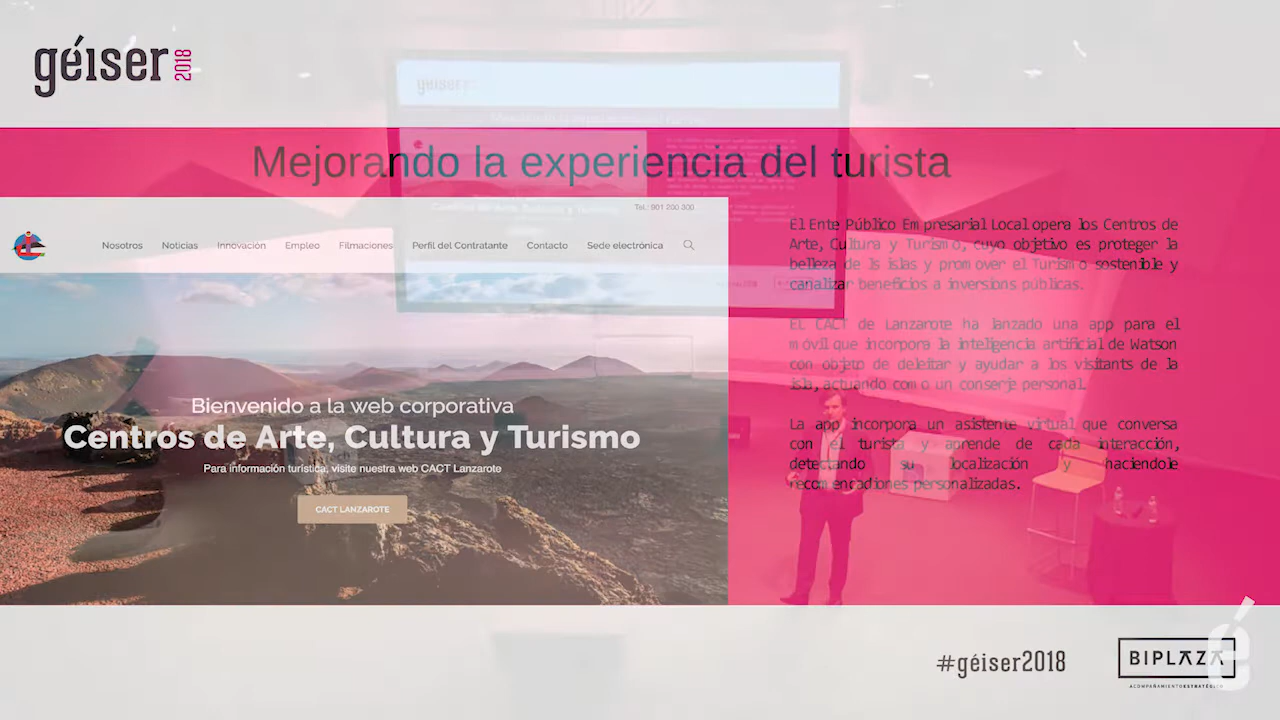 géiser 2018
Mejorando la experiencia del turista
Tel.: 901 200 300
Nosotros Noticias Innovación Empleo Filmaciones Perfil del Contratante Contacto Sede electrónica
Bienvenido a la web corporativa
Centros de Arte, Cultura y Turismo
Para información turística, visite nuestra web CACT Lanzarote
CACT LANZAROTE
El Ente Público Empresarial Local opera los Centros de
Arte, Cultura y Turismo, cuyo objetivo es proteger la
belleza de ls islas y promover el Turismo sostenible y
canalizar beneficios a inversions públicas.
EL CACT de Lanzarote ha lanzado una app para el
móvil que incorpora la inteligencia artificial de Watson
con objeto de deleitar y ayudar a los visitants de la
isla, actuando como un conserje personal.
La app incorpora un asistente virtual que conversa
con el turista y aprende de cada interacción,
detectando su localización y haciendole
recomencadiones personalizadas.
#géiser2018
BIPLAZA
ACOMPAÑAMIENTOESTRATÉGICO
é